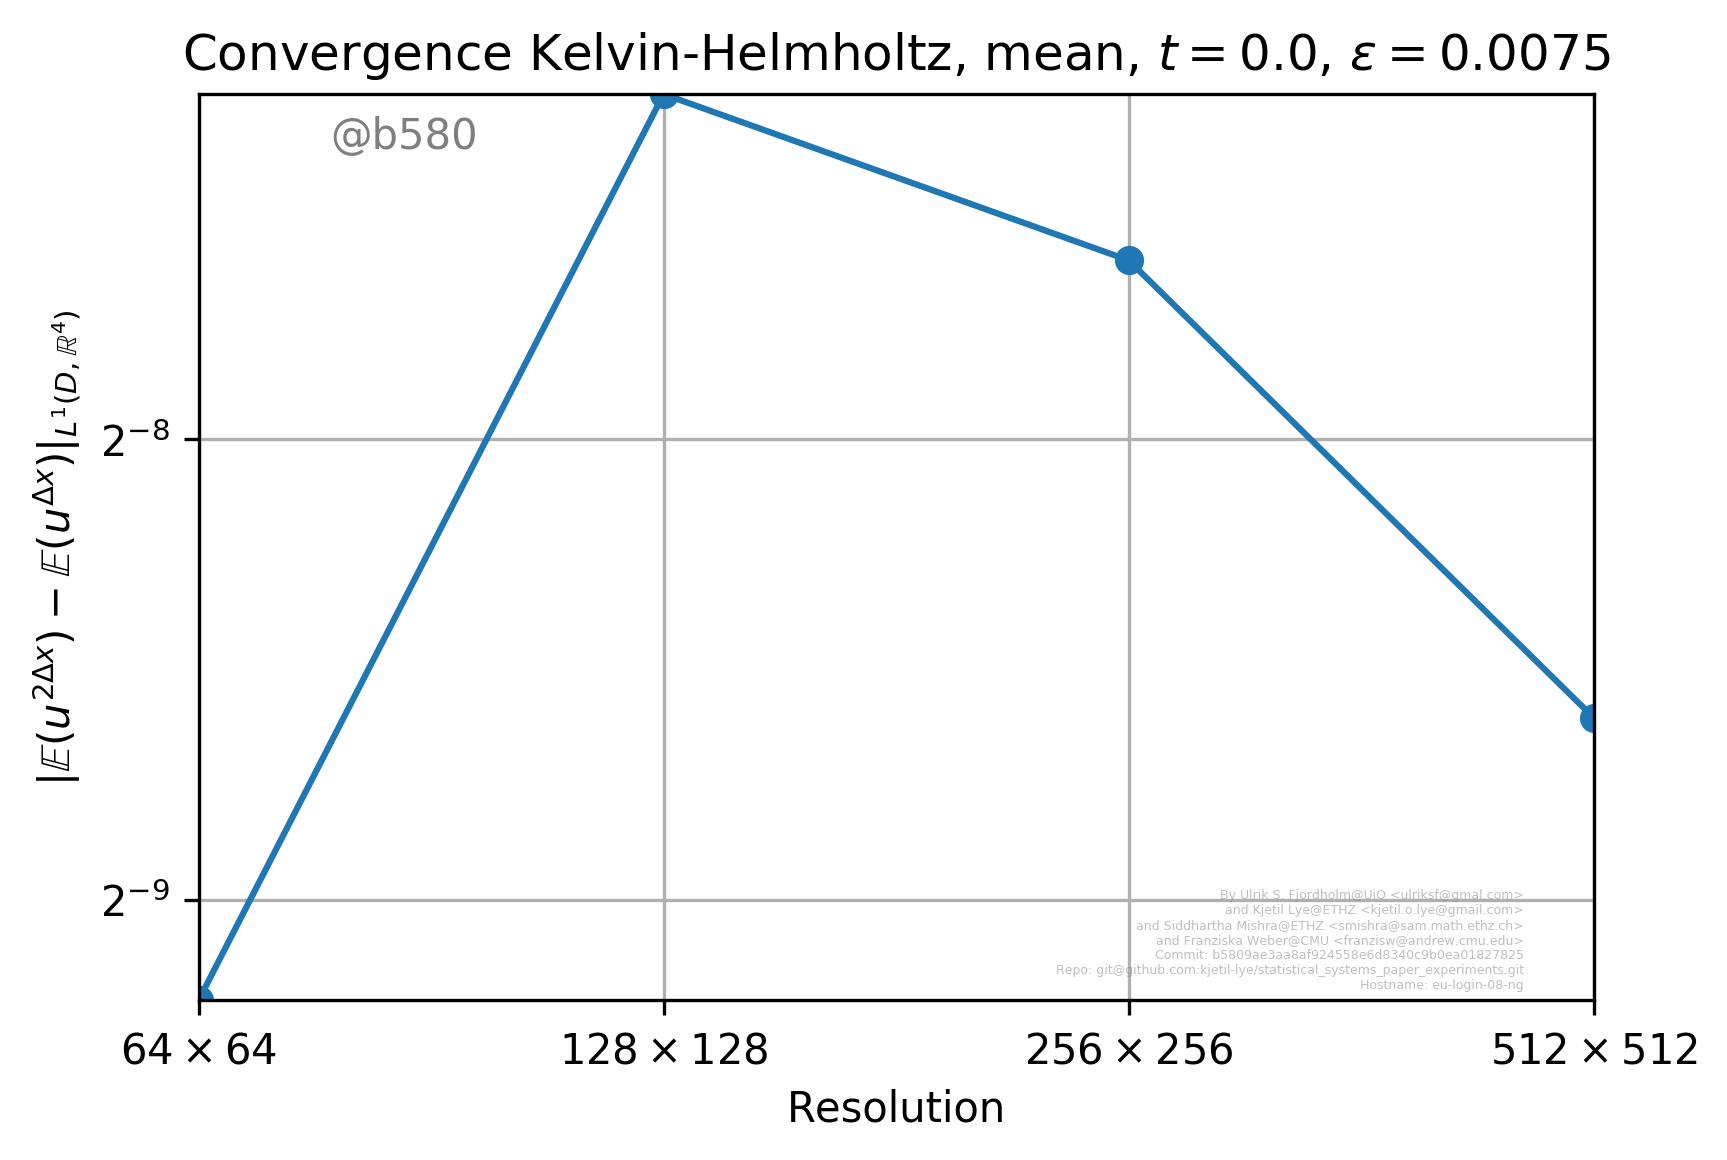 Convergence Kelvin-Helmholtz, mean, t = 0.0, ε = 0.0075
@b580
|𝔼(u^{2Δx}) − 𝔼(u^{Δx})|_{L^1(D, ℝ^4)}
2^{−8}
2^{−9}
By Ulrik S. Fjordholm@UiO <ulriksf@gmal.com>
and Kjetil Lye@ETHZ <kjetil.o.lye@gmail.com>
and Siddhartha Mishra@ETHZ <smishra@sam.math.ethz.ch>
and Franziska Weber@CMU <franzisw@andrew.cmu.edu>
Commit: b5809ae3aa8af924558e6d8340c9b0ea01827825
Repo: git@github.com:kjetil-lye/statistical_systems_paper_experiments.git
Hostname: eu-login-08-ng
64 × 64 128 × 128 256 × 256 512 × 512
Resolution